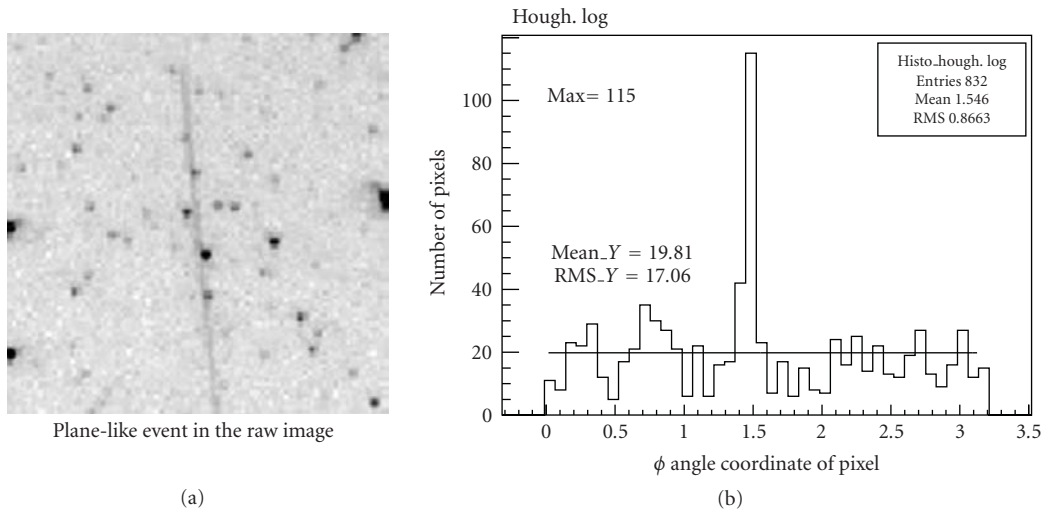 Plane-like event in the raw image
(a)
Hough. log
Histo_hough. log
Entries 832
Mean 1.546
RMS 0.8663
Max= 115
Mean_Y = 19.81
RMS_Y = 17.06
Number of pixels
100
80
60
40
20
0
0 0.5 1 1.5 2 2.5 3 3.5
ϕ angle coordinate of pixel
(b)